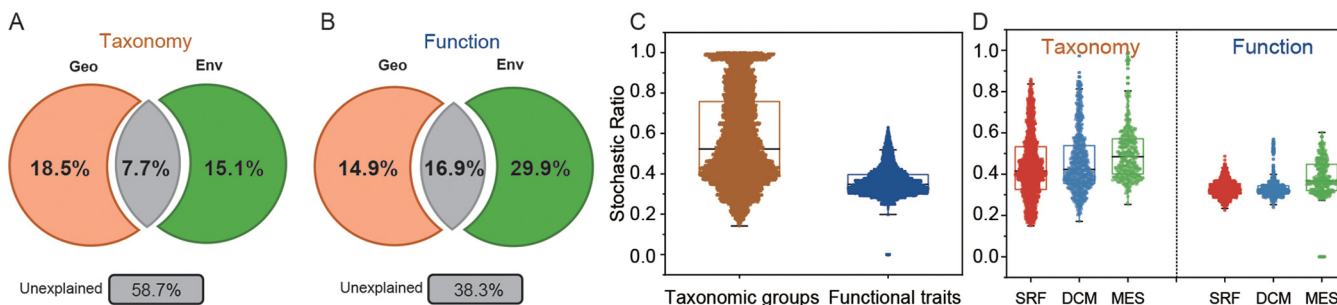 A
Taxonomy
Geo Env
18.5% 7.7% 15.1%
Unexplained 58.7%
B
Function
Geo Env
14.9% 16.9% 29.9%
Unexplained 38.3%
C
Stochastic Ratio
1.0
0.8
0.6
0.4
0.2
0.0
Taxonomic groups Functional traits
D
Taxonomy Function
1.0
0.8
0.6
0.4
0.2
0.0
SRF DCM MES SRF DCM MES